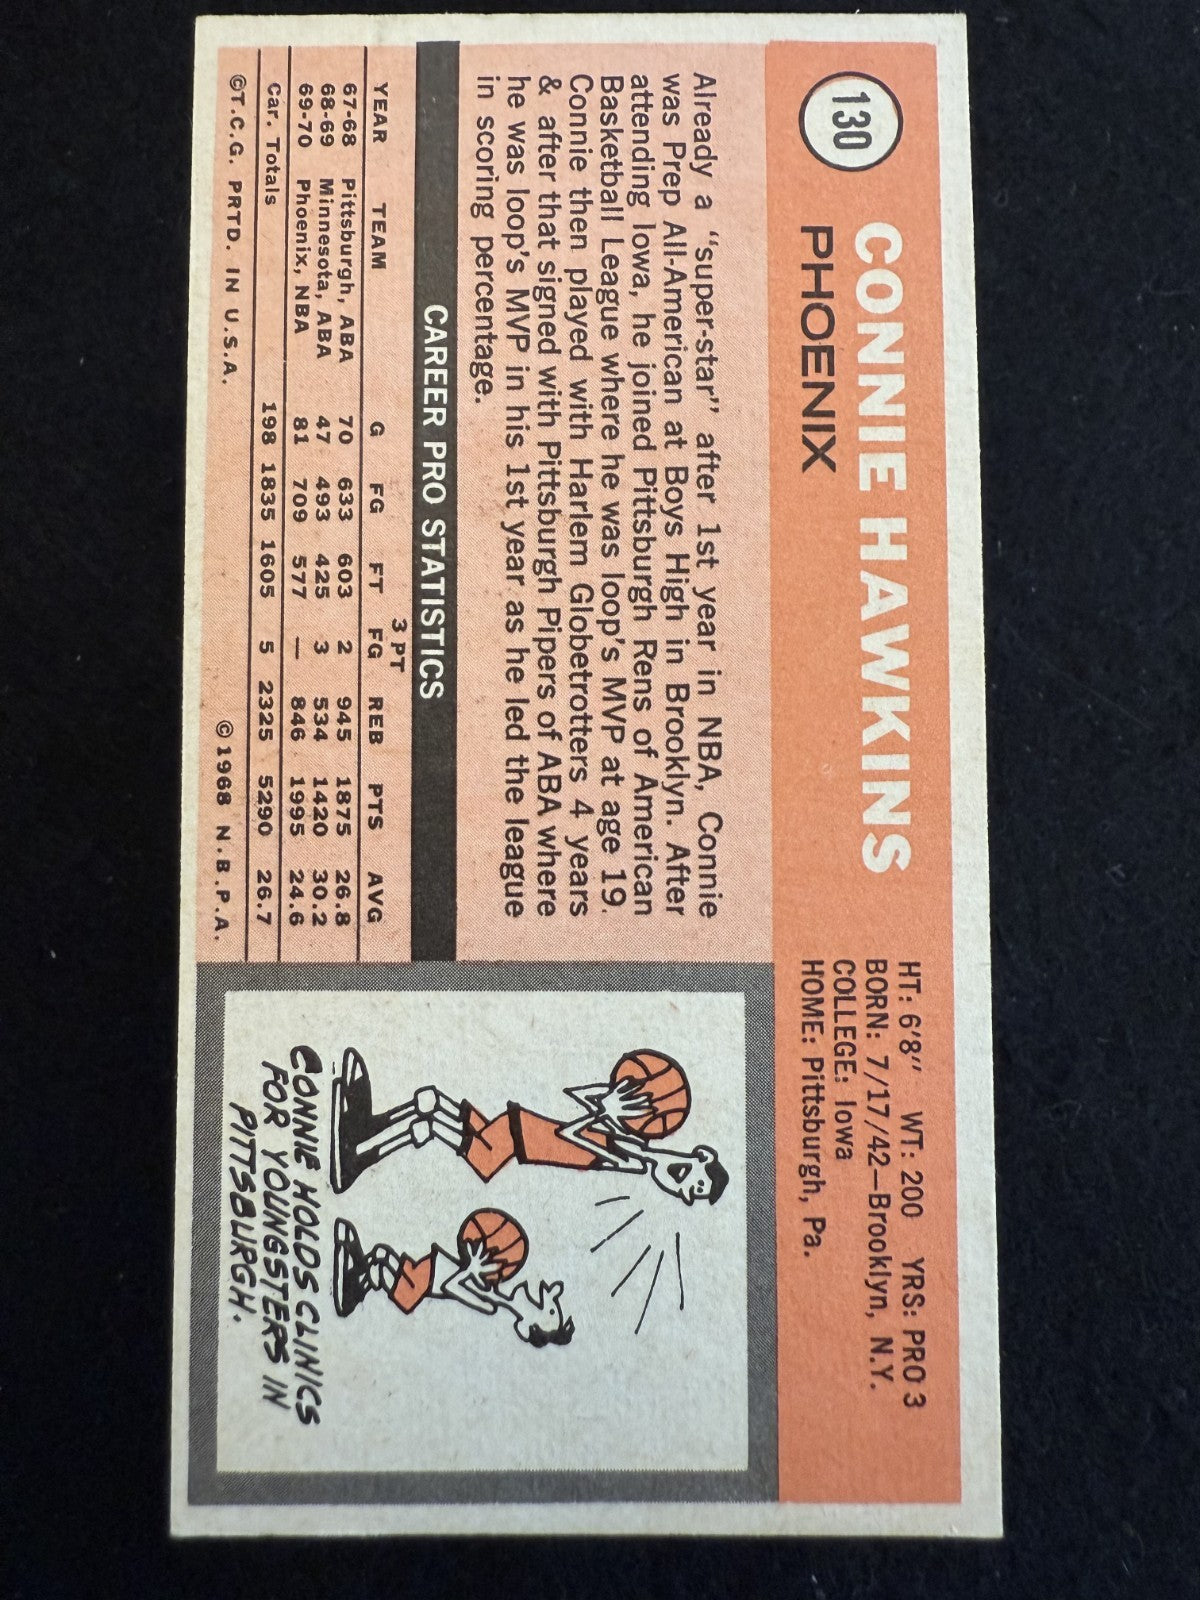 130
CONNIE HAWKINS
PHOENIX
HT: 6'8" WT: 200 YRS: PRO 3
BORN: 7/17/42—Brooklyn, N.Y.
COLLEGE: Iowa
HOME: Pittsburgh, Pa.
Already a "super-star" after 1st year in NBA, Connie
was Prep All-American at Boys High in Brooklyn. After
attending Iowa, he joined Pittsburgh Rens of American
Basketball League where he was loop's MVP at age 19.
Connie then played with Harlem Globetrotters 4 years
& after that signed with Pittsburgh Pipers of ABA where
he was loop's MVP in his 1st year as he led the league
in scoring percentage.
CAREER PRO STATISTICS
YEAR TEAM G FG FT 3 PT FG REB PTS AVG
67-68 Pittsburgh, ABA 70 633 603 2 945 1875 26.8
68-69 Minnesota, ABA 47 493 425 3 534 1420 30.2
69-70 Phoenix, NBA 81 709 577 — 846 1995 24.6
Car. Totals 198 1835 1605 5 2325 5290 26.7
©T.C.G. PRTD. IN U.S.A. ©1968 N.B.P.A.
CONNIE HOLDS CLINICS
FOR YOUNGSTERS IN
PITTSBURGH.